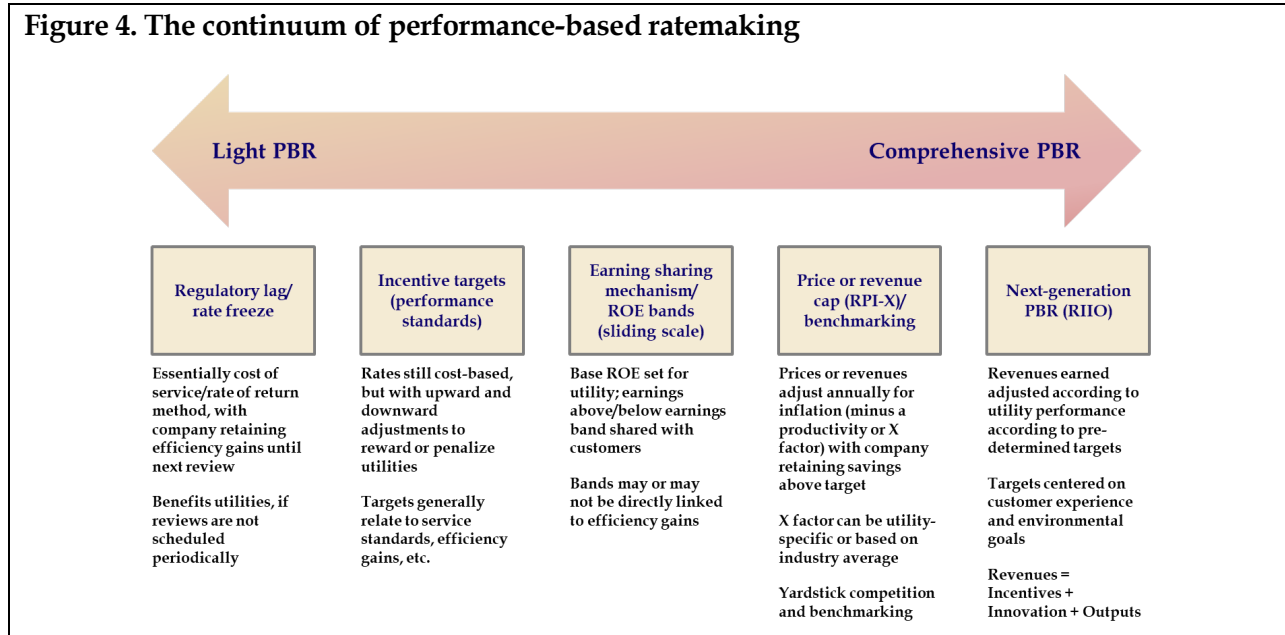 Figure 4. The continuum of performance-based ratemaking
Light PBR
Comprehensive PBR
Regulatory lag/
rate freeze
Essentially cost of
service/rate of return
method, with
company retaining
efficiency gains until
next review
Benefits utilities, if
reviews are not
scheduled
periodically
Incentive targets
(performance
standards)
Rates still cost-based,
but with upward and
downward
adjustments to
reward or penalize
utilities
Targets generally
relate to service
standards, efficiency
gains, etc.
Earning sharing
mechanism/
ROE bands
(sliding scale)
Base ROE set for
utility; earnings
above/below earnings
band shared with
customers
Bands may or may
not be directly linked
to efficiency gains
Price or revenue
cap (RPI-X)/
benchmarking
Prices or revenues
adjust annually for
inflation (minus a
productivity or X
factor) with company
retaining savings
above target
X factor can be utility-
specific or based on
industry average
Yardstick competition
and benchmarking
Next-generation
PBR (RIIO)
Revenues earned
adjusted according to
utility performance
according to pre-
determined targets
Targets centered on
customer experience
and environmental
goals
Revenues =
Incentives +
Innovation + Outputs